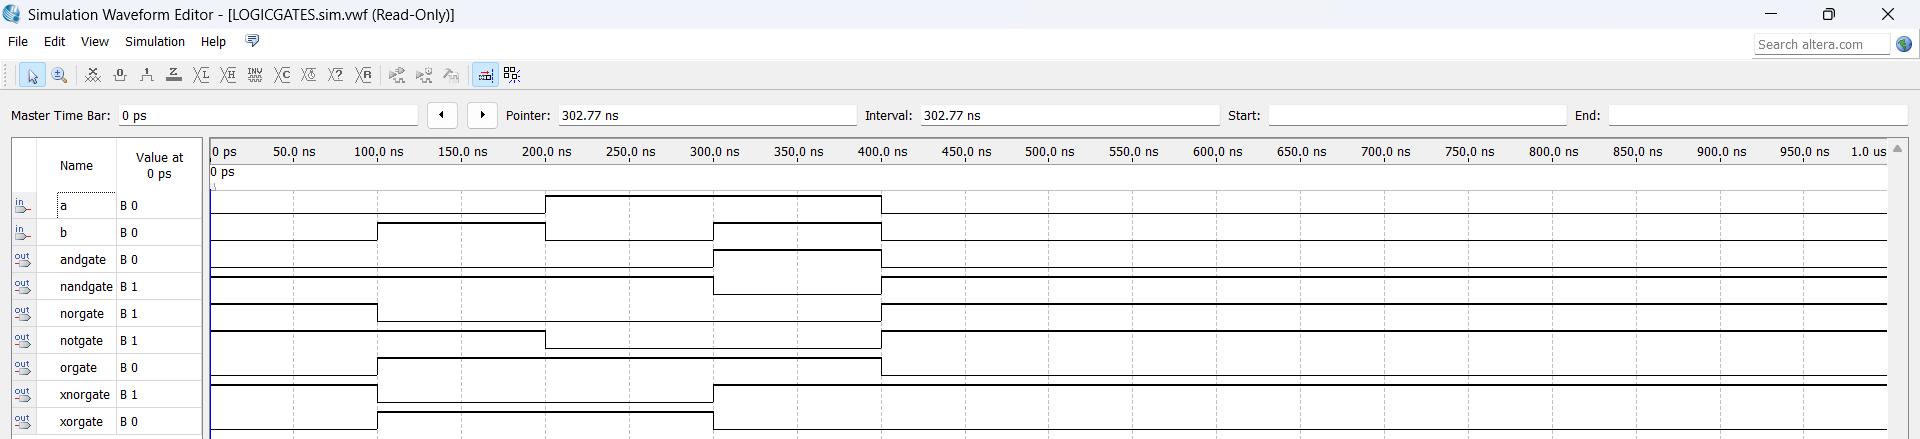 Simulation Waveform Editor - [LOGICGATES.sim.vwf (Read-Only)]
File Edit View Simulation Help
Search altera.com
Master Time Bar: 0 ps Pointer: 302.77 ns Interval: 302.77 ns Start: End:
Name Value at 0 ps
0 ps 50.0 ns 100.0 ns 150.0 ns 200.0 ns 250.0 ns 300.0 ns 350.0 ns 400.0 ns 450.0 ns 500.0 ns 550.0 ns 600.0 ns 650.0 ns 700.0 ns 750.0 ns 800.0 ns 850.0 ns 900.0 ns 950.0 ns 1.0 us
0 ps
in a B 0
in b B 0
out andgate B 0
out nandgate B 1
out norgate B 1
out notgate B 1
out orgate B 0
out xnorgate B 1
out xorgate B 0